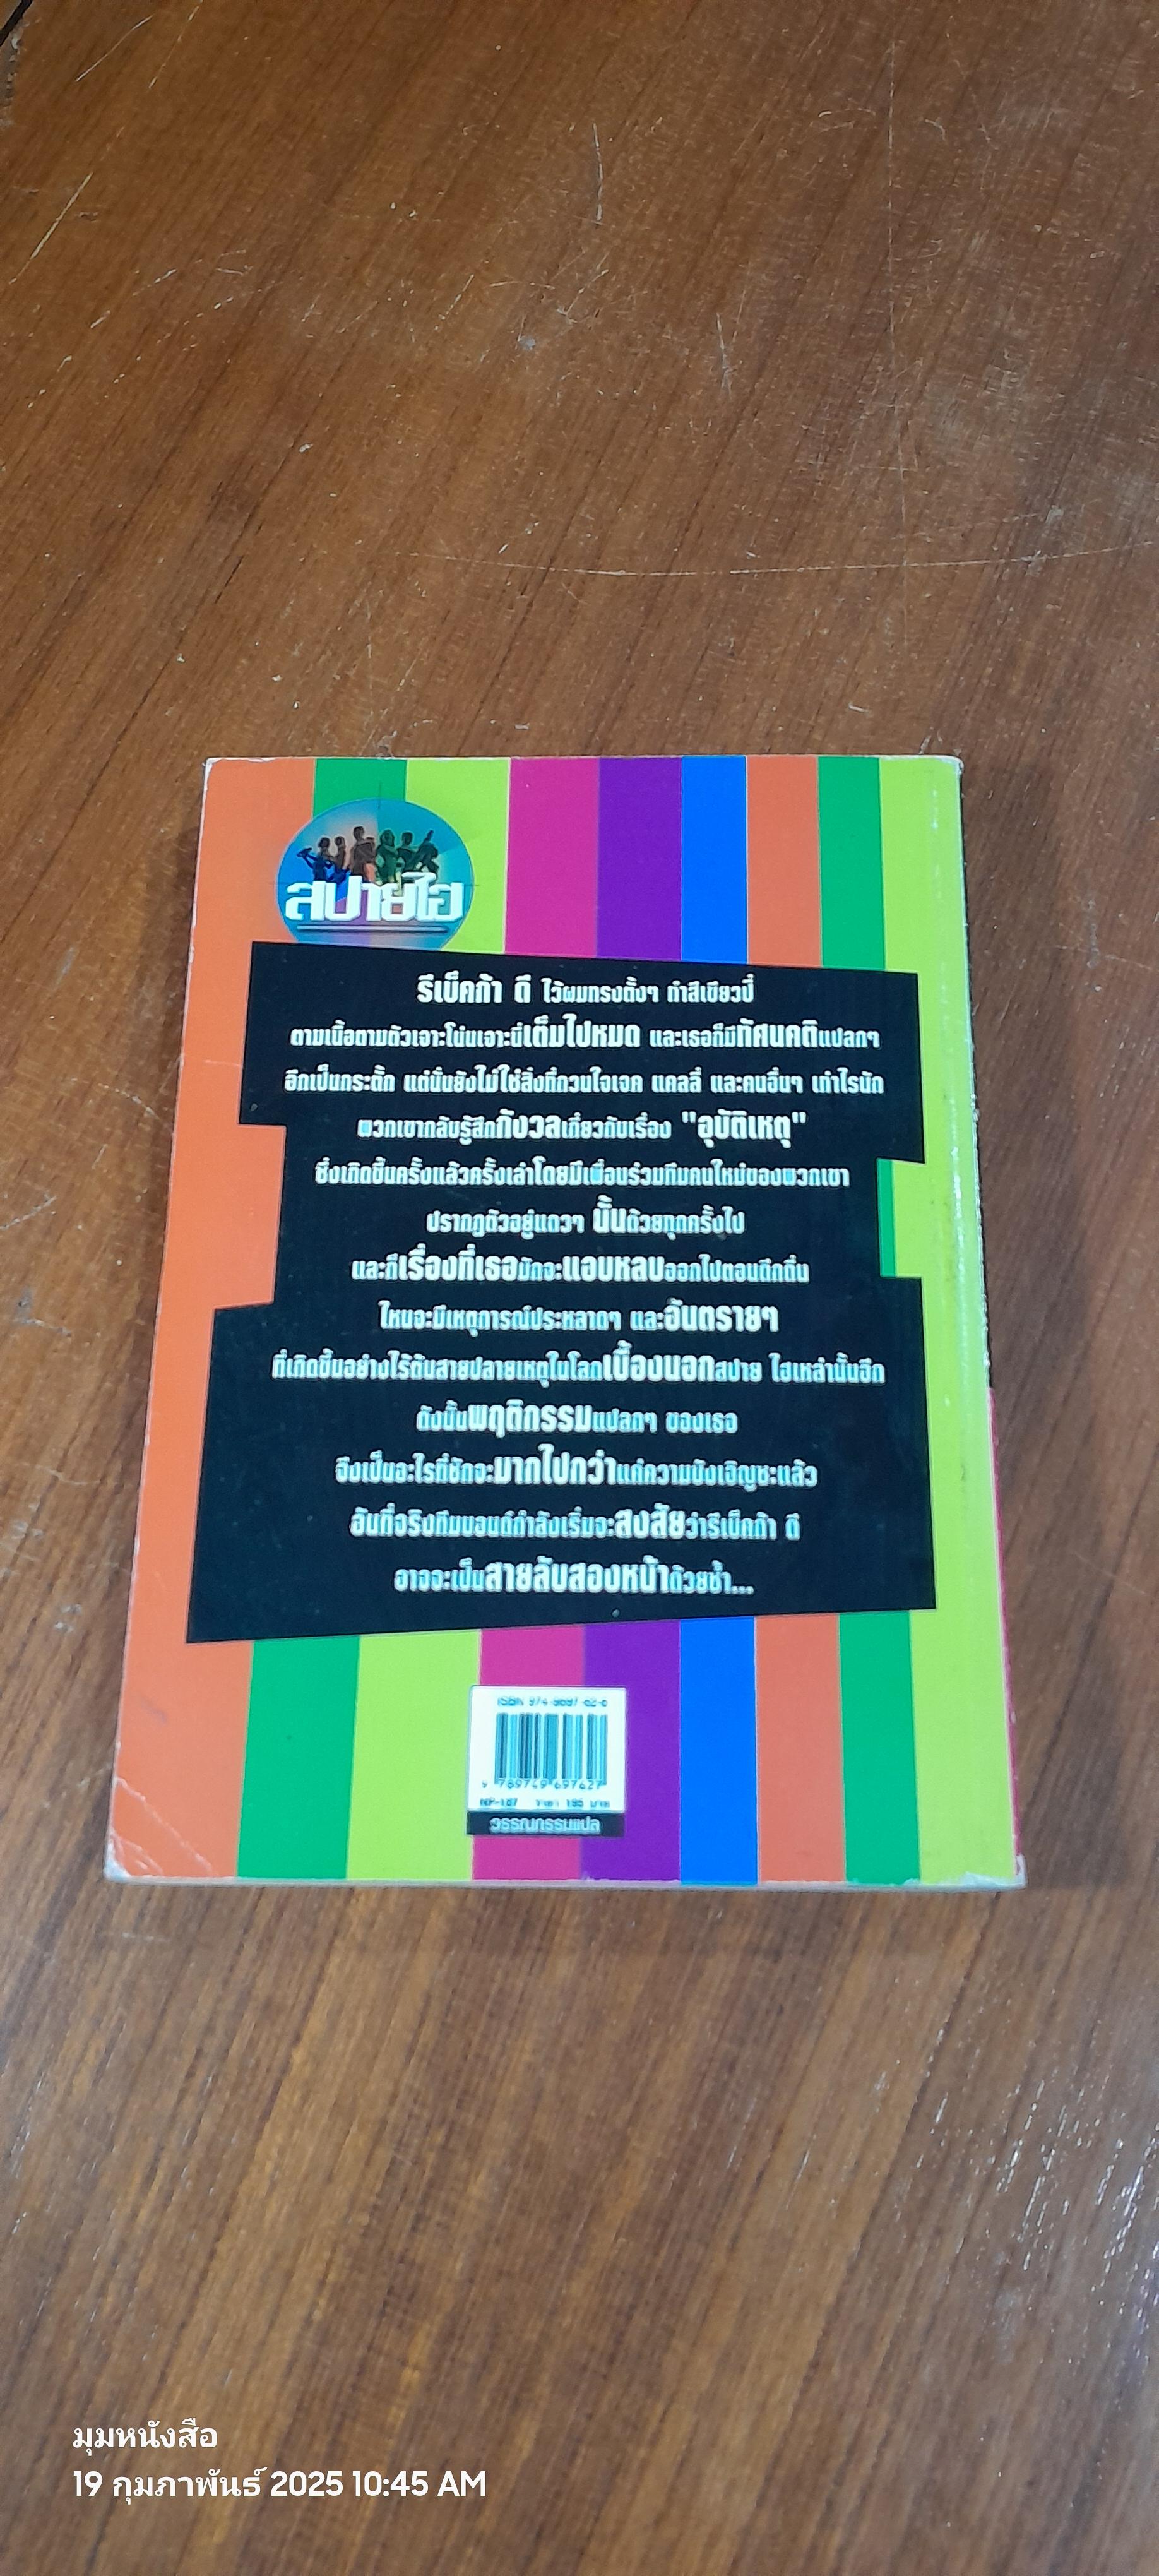 สปายไฮ
รีเบ็คก้า ดี ไว้ผมทรงตั้งๆ ทำสีเขียวปี๋
ตามเนื้อตามตัวเจาะโน่นเจาะนี่เต็มไปหมด และเธอก็มีทัศนคติแปลกๆ
อีกเป็นกระตั้ก แต่นั่นยังไม่ใช่สิ่งที่กวนใจเจค แคลลี่ และคนอื่นๆ เท่าไรนัก
พวกเขากลับรู้สึกกังวลเกี่ยวกับเรื่อง "อุบัติเหตุ"
ซึ่งเกิดขึ้นครั้งแล้วครั้งเล่าโดยมีเพื่อนร่วมทีมคนใหม่ของพวกเขา
ปรากฏตัวอยู่แถวๆ นั้นด้วยทุกครั้งไป
และก็เรื่องที่เธอมักจะแอบหลบออกไปตอนดึกดื่น
ไหนจะมีเหตุการณ์ประหลาดๆ และอันตรายๆ
ที่เกิดขึ้นอย่างไร้ต้นสายปลายเหตุในโลกเบื้องนอกสปาย ไฮเหล่านั้นอีก
ดังนั้นพฤติกรรมแปลกๆ ของเธอ
จึงเป็นอะไรที่ชักจะมากไปกว่าแค่ความบังเอิญซะแล้ว
อันที่จริงทีมบอนด์กำลังเริ่มจะสงสัยว่ารีเบ็คก้า ดี
อาจจะเป็นสายลับสองหน้าด้วยซ้ำ...
ISBN 974-9697-62-6
9 789749 697627
NP-167 ราคา 195 บาท
วรรณกรรมแปล
มุมหนังสือ
19 กุมภาพันธ์ 2025 10:45 AM